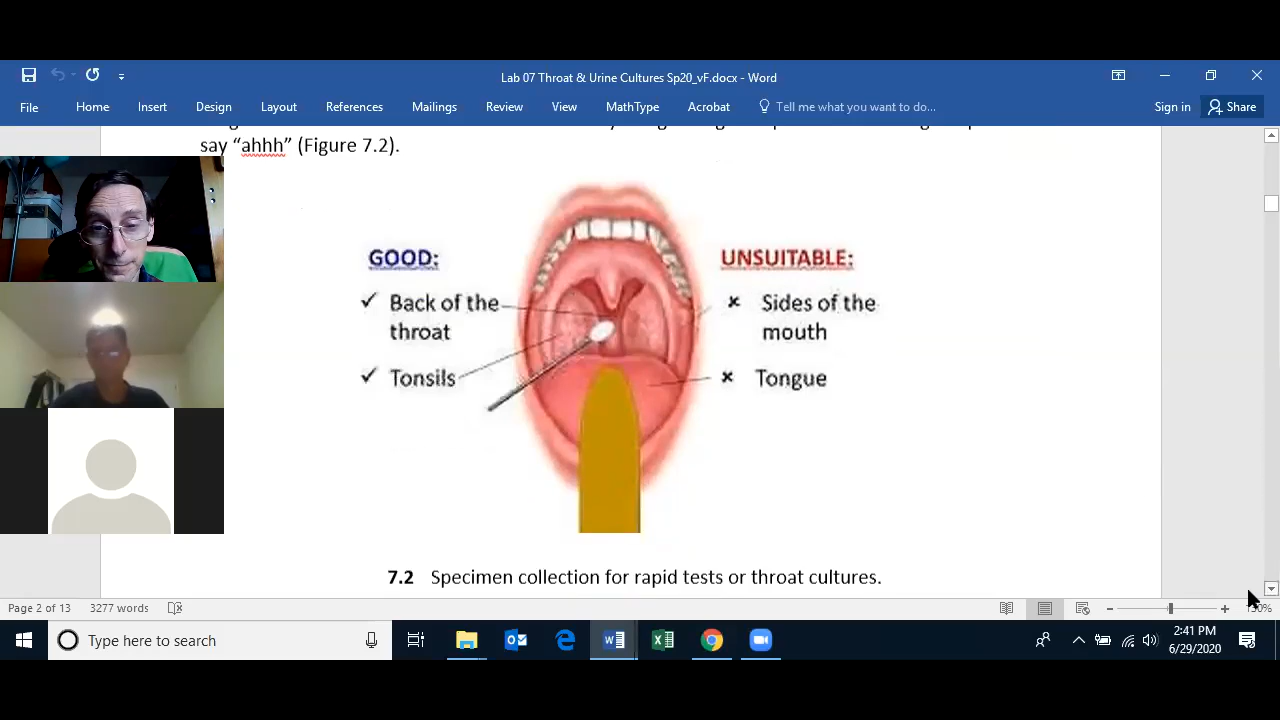 Lab 07 Throat & Urine Cultures Sp20_vF.docx - Word
File Home Insert Design Layout References Mailings Review View MathType Acrobat Tell me what you want to do... Sign in Share
say “ahhh” (Figure 7.2).
GOOD:
✓ Back of the
throat
✓ Tonsils
UNSUITABLE:
× Sides of the
mouth
× Tongue
7.2 Specimen collection for rapid tests or throat cultures.
Page 2 of 13 3277 words
Type here to search
2:41 PM
6/29/2020